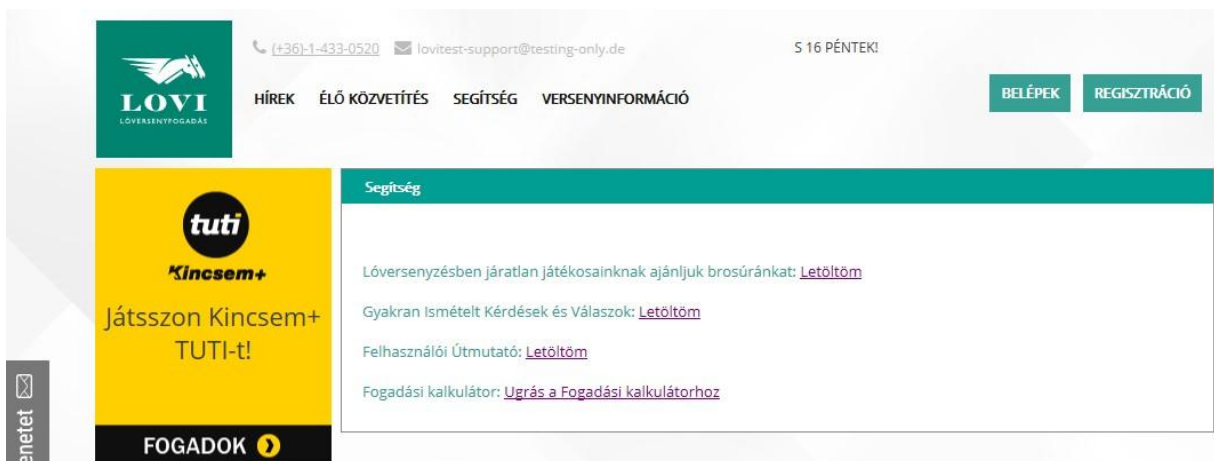 (+36)-1-433-0520 lovitest-support@testing-only.de S 16 PÉNTEK!
LOVI
LÓVERSENYFOGADÁS
HÍREK ÉLŐ KÖZVETÍTÉS SEGÍTSÉG VERSENYINFORMÁCIÓ
BELÉPEK REGISZTRÁCIÓ
tuti
Kincsem+
Játsszon Kincsem+
TUTI-t!
FOGADOK
Segítség
Lóversenyzésben járatlan játékosainknak ajánljuk brosúránkat: Letöltöm
Gyakran Ismételt Kérdések és Válaszok: Letöltöm
Felhasználói Útmutató: Letöltöm
Fogadási kalkulátor: Ugrás a Fogadási kalkulátorhoz
enetet